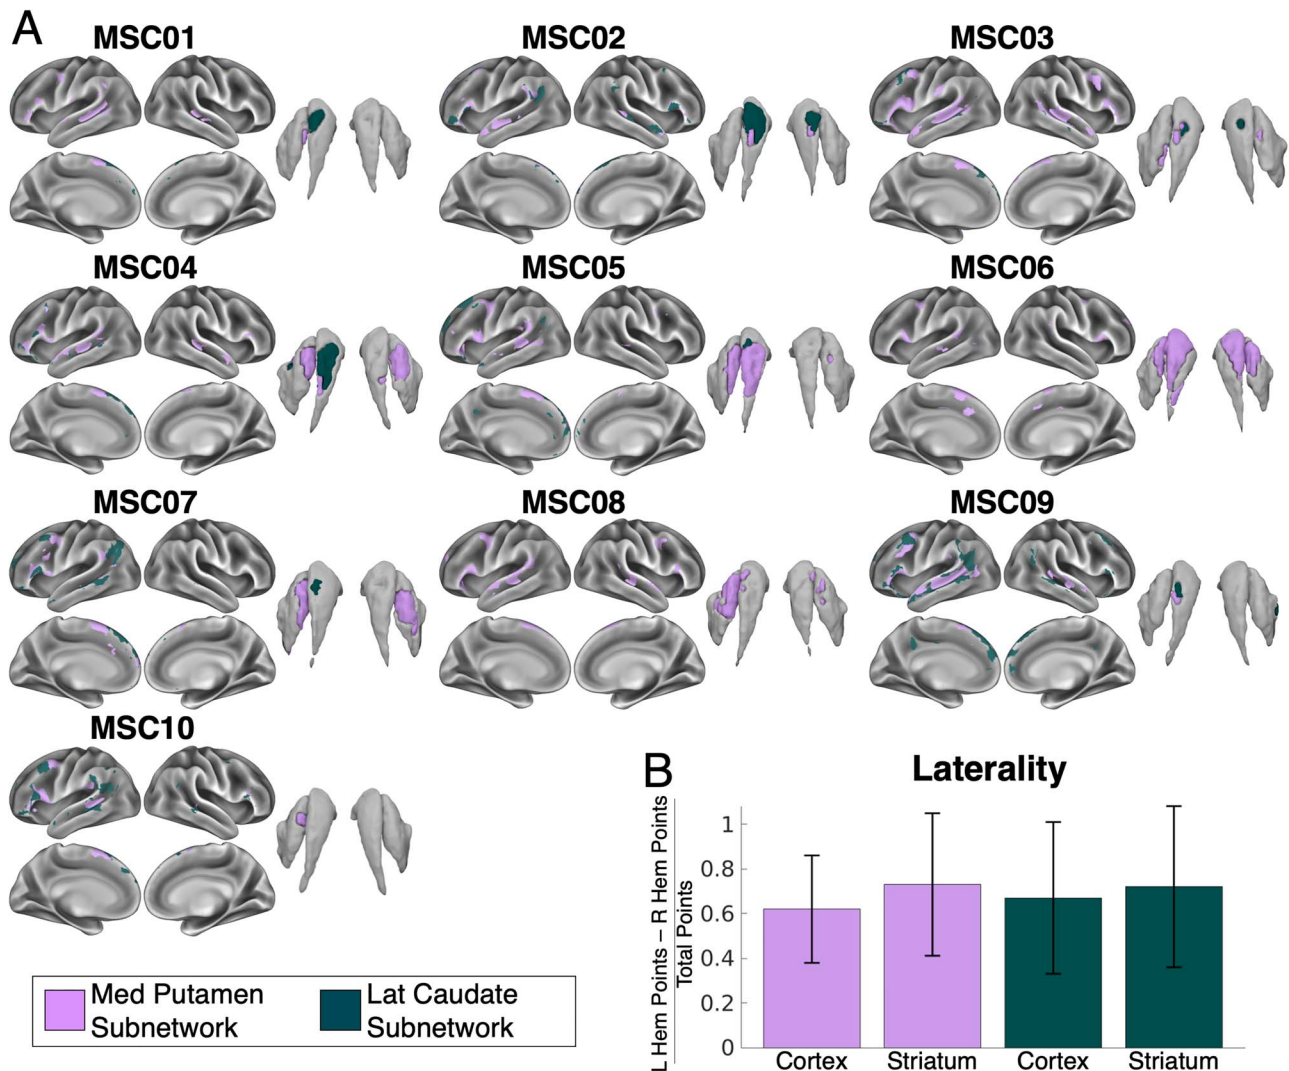 A
MSC01
MSC02
MSC03
MSC04
MSC05
MSC06
MSC07
MSC08
MSC09
MSC10
Med Putamen
Subnetwork
Lat Caudate
Subnetwork
B
Laterality
L Hem Points – R Hem Points
Total Points
1
0.8
0.6
0.4
0.2
0
Cortex
Striatum
Cortex
Striatum